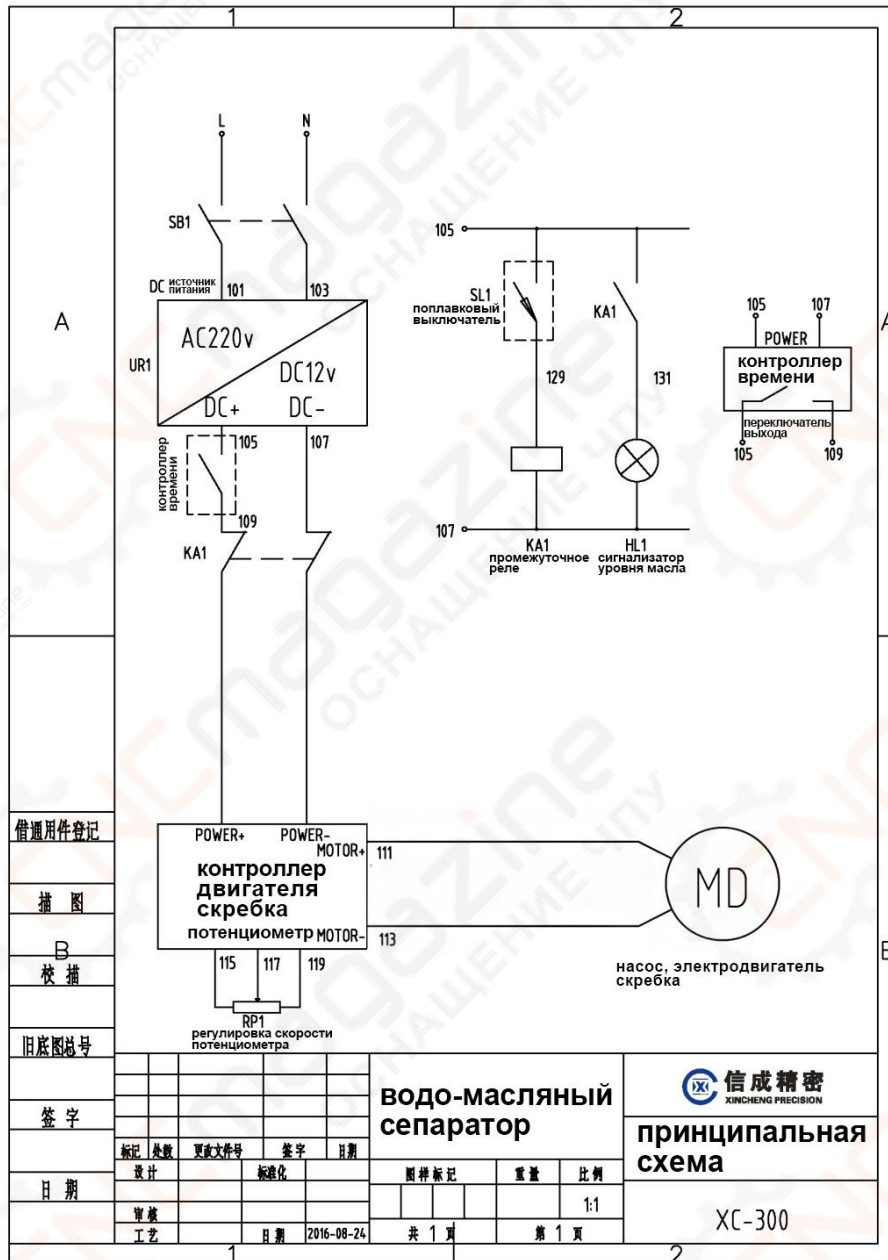 1
2
L
N
SB1
DC источник
питания
101
103
A
UR1
AC220v
DC12v
DC+
DC-
контроллер
времени
105
107
109
KA1
105
SL1
поплавковый
выключатель
KA1
129
131
107
KA1
промежуточное
реле
HL1
сигнализатор
уровня масла
105
107
POWER
контроллер
времени
переключатель
выхода
105
109
A
POWER+
POWER-
MOTOR+
контроллер
двигателя
скребка
потенциометр
MOTOR-
111
113
MD
насос, электродвигатель
скребка
115
117
119
RP1
регулировка скорости
потенциометра
B
B
借通用件登记
描 图
校 描
旧底图总号
签 字
日 期
标记 处数 更改文件号 签 字 日期
设 计 标准化
审 核
工 艺 日 期 2016-08-24
водо-масляный
сепаратор
图样标记 重量 比例
1:1
共 1 页 第 1 页
信成精密
XINCHENG PRECISION
принципальная
схема
XC-300
1
2
CNCmagazine
ОСНАЩЕНИЕ ЧПУ